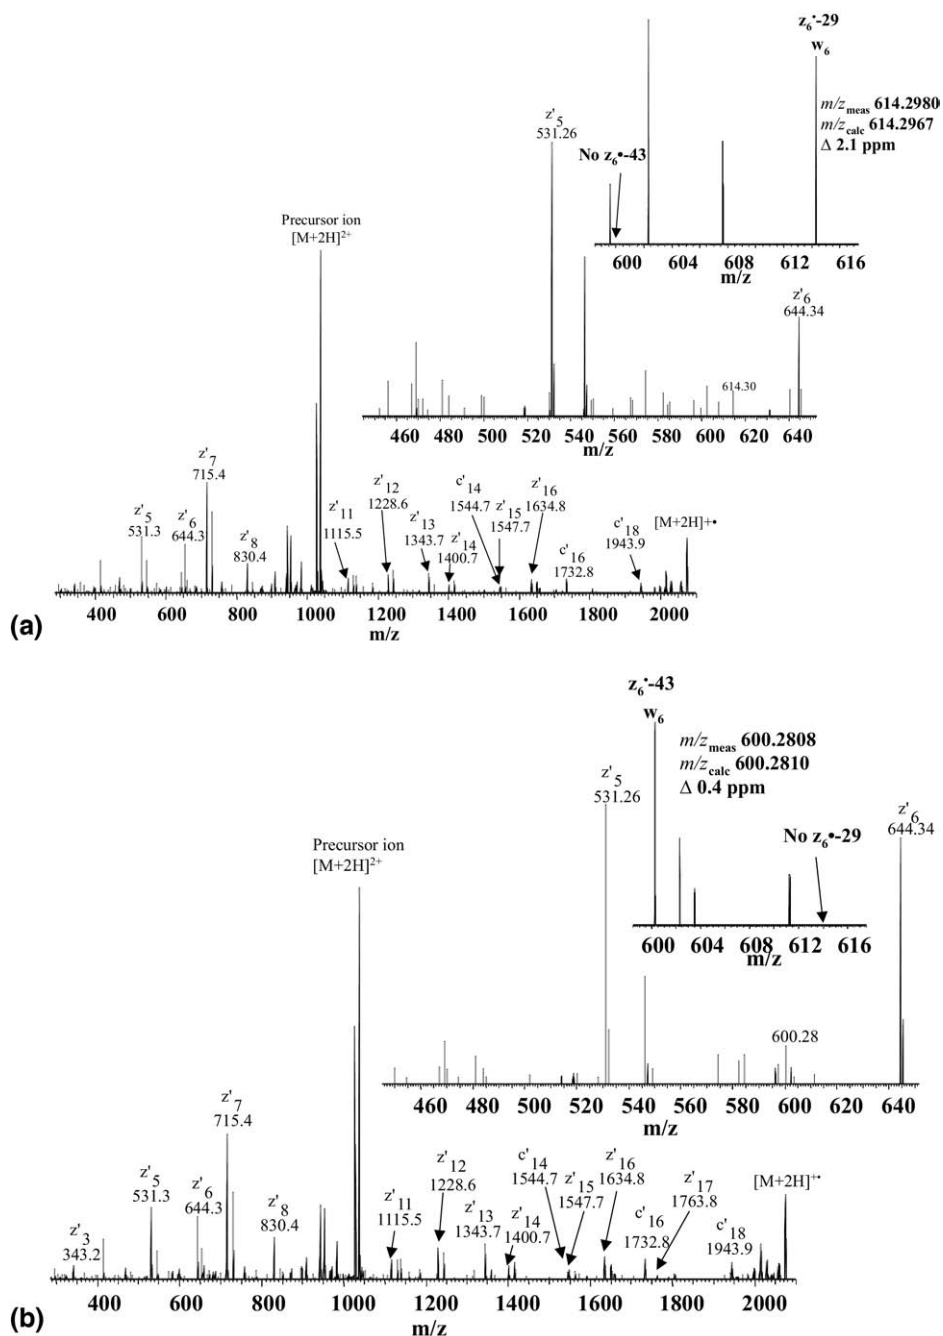 z6•-29
w6
m/zmeas 614.2980
m/zcalc 614.2967
Δ 2.1 ppm
No z6•-43
600 604 608 612 616
m/z
z'5
531.26
z'6
644.34
614.30
460 480 500 520 540 560 580 600 620 640
m/z
Precursor ion
[M+2H]2+
z'5
531.3
z'6
644.3
z'7
715.4
z'8
830.4
z'11
1115.5
z'12
1228.6
z'13
1343.7
z'14
1400.7
c'14
1544.7
z'15
1547.7
z'16
1634.8
c'16
1732.8
c'18
1943.9
[M+2H]+•
400 600 800 1000 1200 1400 1600 1800 2000
m/z
(a)
z6•-43
w6
m/zmeas 600.2808
m/zcalc 600.2810
Δ 0.4 ppm
No z6•-29
600 604 608 612 616
m/z
z'5
531.26
z'6
644.34
600.28
460 480 500 520 540 560 580 600 620 640
m/z
Precursor ion
[M+2H]2+
z'3
343.2
z'5
531.3
z'6
644.3
z'7
715.4
z'8
830.4
z'11
1115.5
z'12
1228.6
z'13
1343.7
z'14
1400.7
c'14
1544.7
z'15
1547.7
z'16
1634.8
c'16
1732.8
z'17
1763.8
c'18
1943.9
[M+2H]+•
400 600 800 1000 1200 1400 1600 1800 2000
m/z
(b)